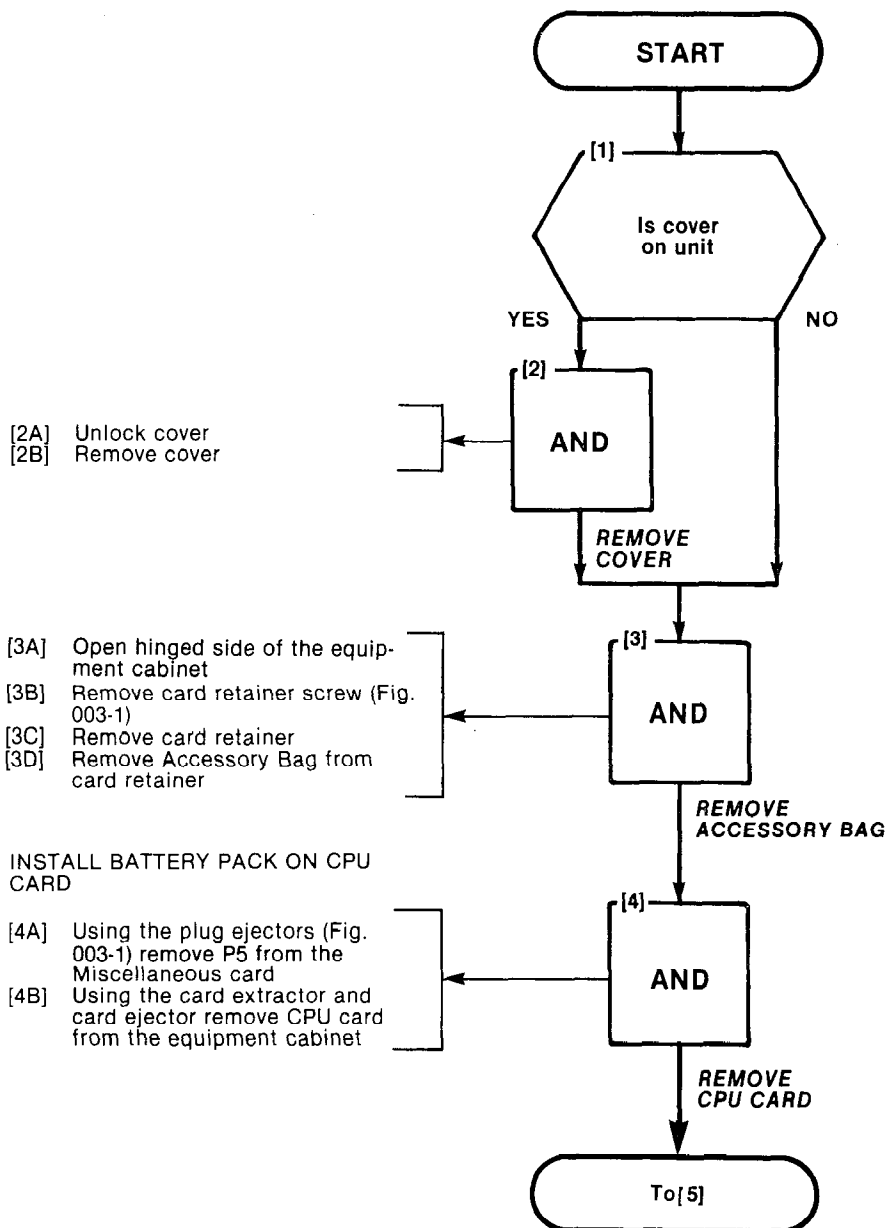 START
[1]
Is cover
on unit
YES
NO
[2]
AND
[2A] Unlock cover
[2B] Remove cover
REMOVE
COVER
[3]
AND
[3A] Open hinged side of the equip-
ment cabinet
[3B] Remove card retainer screw (Fig.
003-1)
[3C] Remove card retainer
[3D] Remove Accessory Bag from
card retainer
REMOVE
ACCESSORY BAG
INSTALL BATTERY PACK ON CPU
CARD
[4]
AND
[4A] Using the plug ejectors (Fig.
003-1) remove P5 from the
Miscellaneous card
[4B] Using the card extractor and
card ejector remove CPU card
from the equipment cabinet
REMOVE
CPU CARD
To[5]